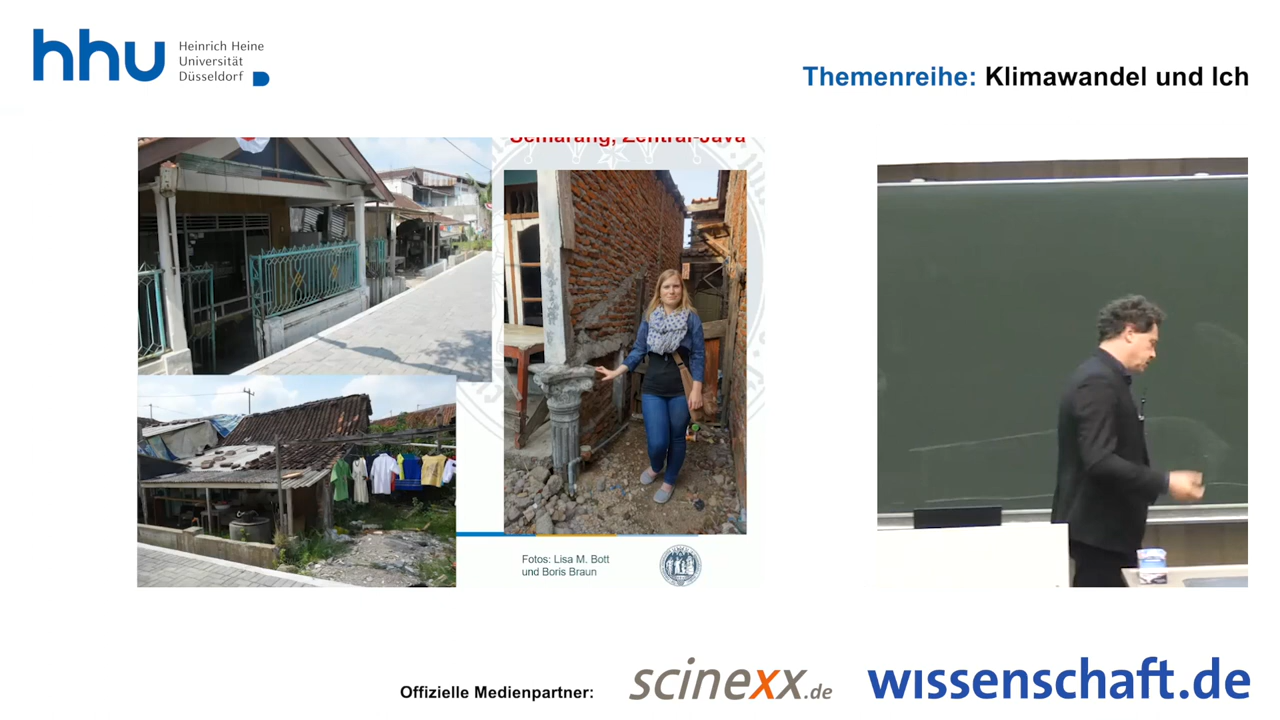 hhu
Heinrich Heine
Universität
Düsseldorf
Themenreihe: Klimawandel und Ich
Semarang, Zentral-Java
Fotos: Lisa M. Bott
und Boris Braun
Offizielle Medienpartner:
scinexx.de
wissenschaft.de